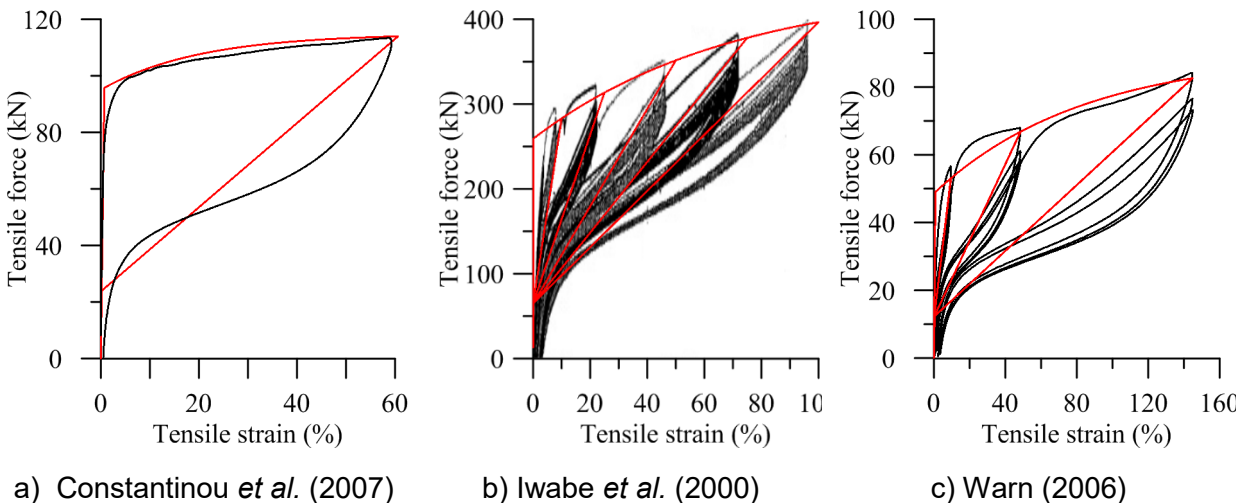 Tensile force (kN)
120
80
40
0
0 20 40 60
Tensile strain (%)
Tensile force (kN)
400
300
200
100
0
0 20 40 60 80 10
Tensile strain (%)
Tensile force (kN)
100
80
60
40
20
0
0 40 80 120 160
Tensile strain (%)
a) Constantinou et al. (2007)
b) Iwabe et al. (2000)
c) Warn (2006)